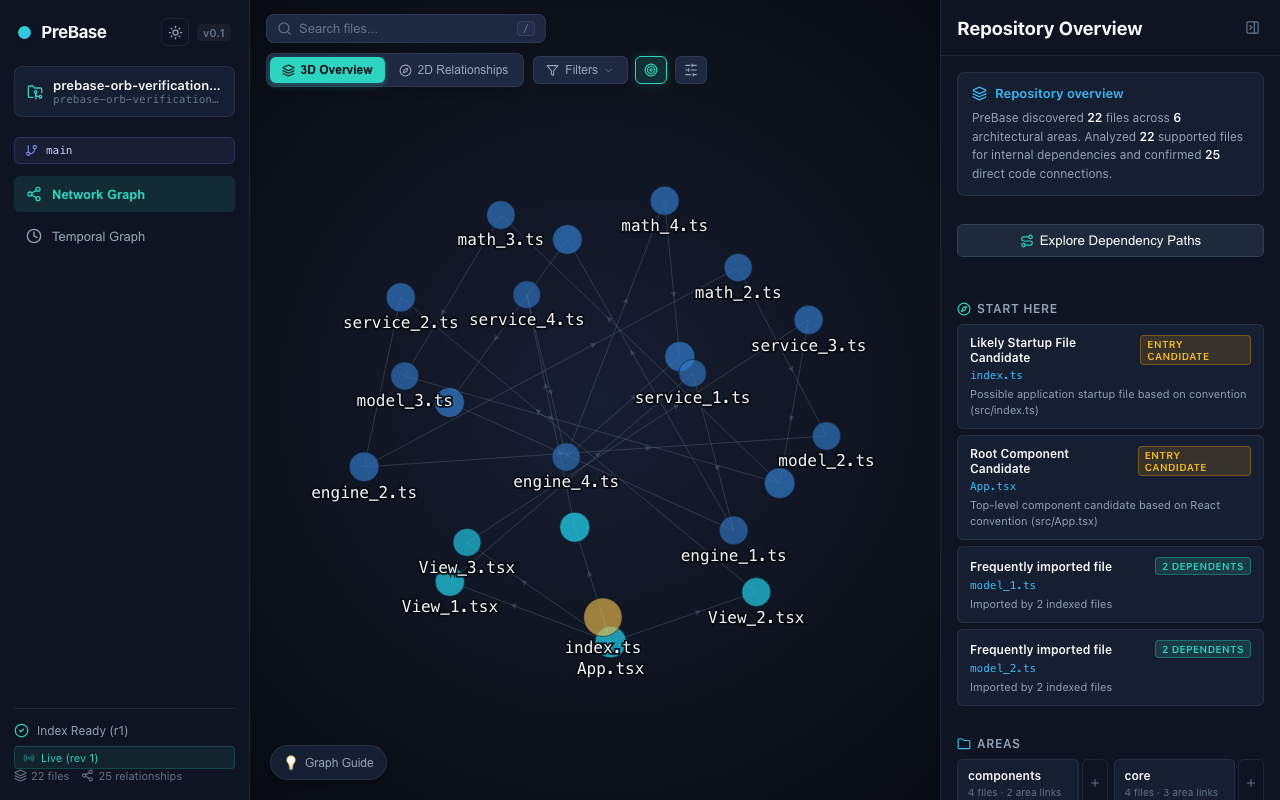 PreBase
v0.1
prebase-orb-verification...
prebase-orb-verification…
main
Network Graph
Temporal Graph
Index Ready (r1)
Live (rev 1)
22 files
25 relationships
Search files...
/
3D Overview
2D Relationships
Filters
math_4.ts
math_3.ts
math_2.ts
service_2.ts
service_4.ts
service_3.ts
model_3.ts
service_1.ts
model_2.ts
engine_4.ts
engine_2.ts
engine_1.ts
View_3.tsx
View_1.tsx
View_2.tsx
index.ts
App.tsx
Graph Guide
Repository Overview
Repository overview
PreBase discovered 22 files across 6
architectural areas. Analyzed 22 supported files
for internal dependencies and confirmed 25
direct code connections.
Explore Dependency Paths
START HERE
Likely Startup File
Candidate
ENTRY
CANDIDATE
index.ts
Possible application startup file based on convention
(src/index.ts)
Root Component
Candidate
ENTRY
CANDIDATE
App.tsx
Top-level component candidate based on React
convention (src/App.tsx)
Frequently imported file
2 DEPENDENTS
model_1.ts
Imported by 2 indexed files
Frequently imported file
2 DEPENDENTS
model_2.ts
Imported by 2 indexed files
AREAS
components
4 files · 2 area links
+
core
4 files · 3 area links
+